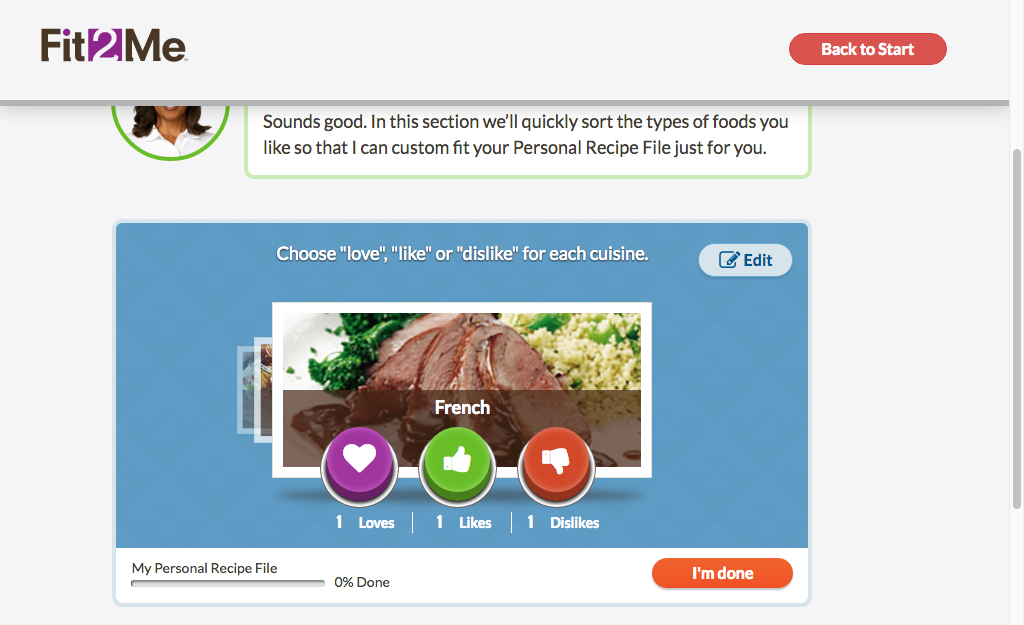 Fit2Me
Back to Start
Sounds good. In this section we'll quickly sort the types of foods you
like so that I can custom fit your Personal Recipe File just for you.
Choose "love", "like" or "dislike" for each cuisine.
Edit
French
1 Loves
1 Likes
1 Dislikes
My Personal Recipe File
0% Done
I'm done